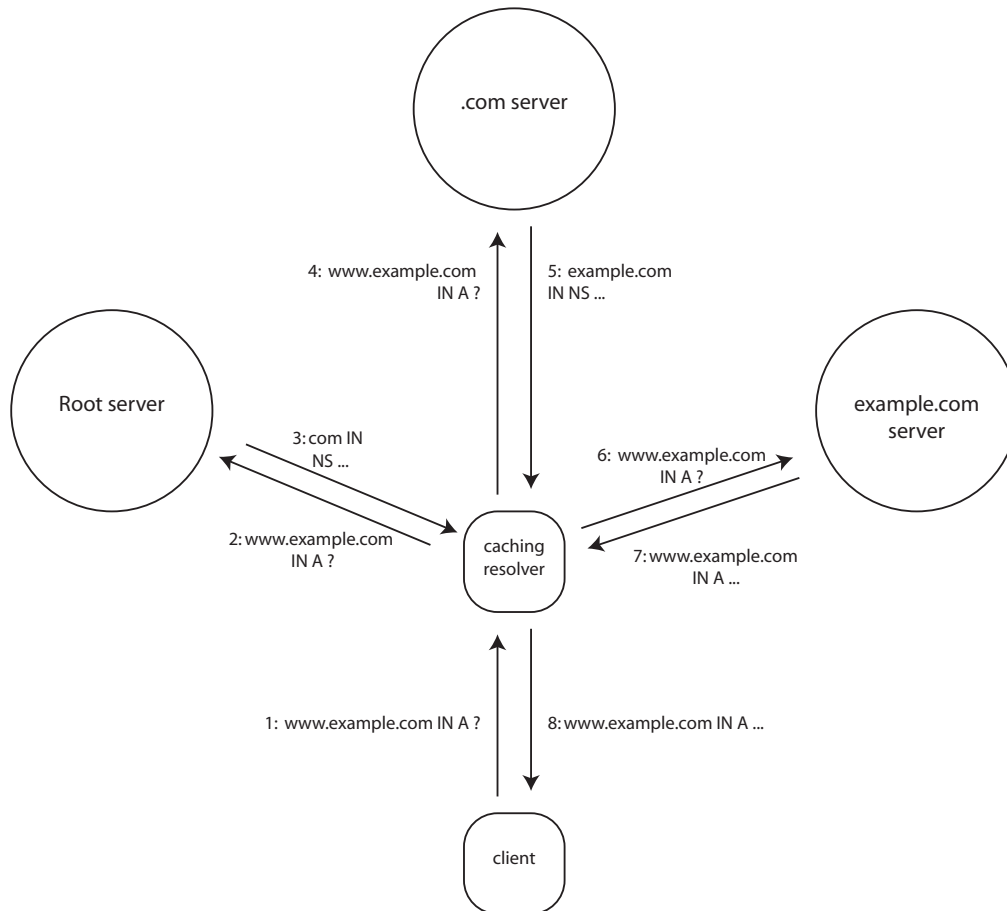 .com server
4: www.example.com
IN A ?
5: example.com
IN NS ...
Root server
example.com
server
3: com IN
NS ...
6: www.example.com
IN A ?
2: www.example.com
IN A ?
caching
resolver
7: www.example.com
IN A ...
1: www.example.com IN A ?
8: www.example.com IN A ...
client